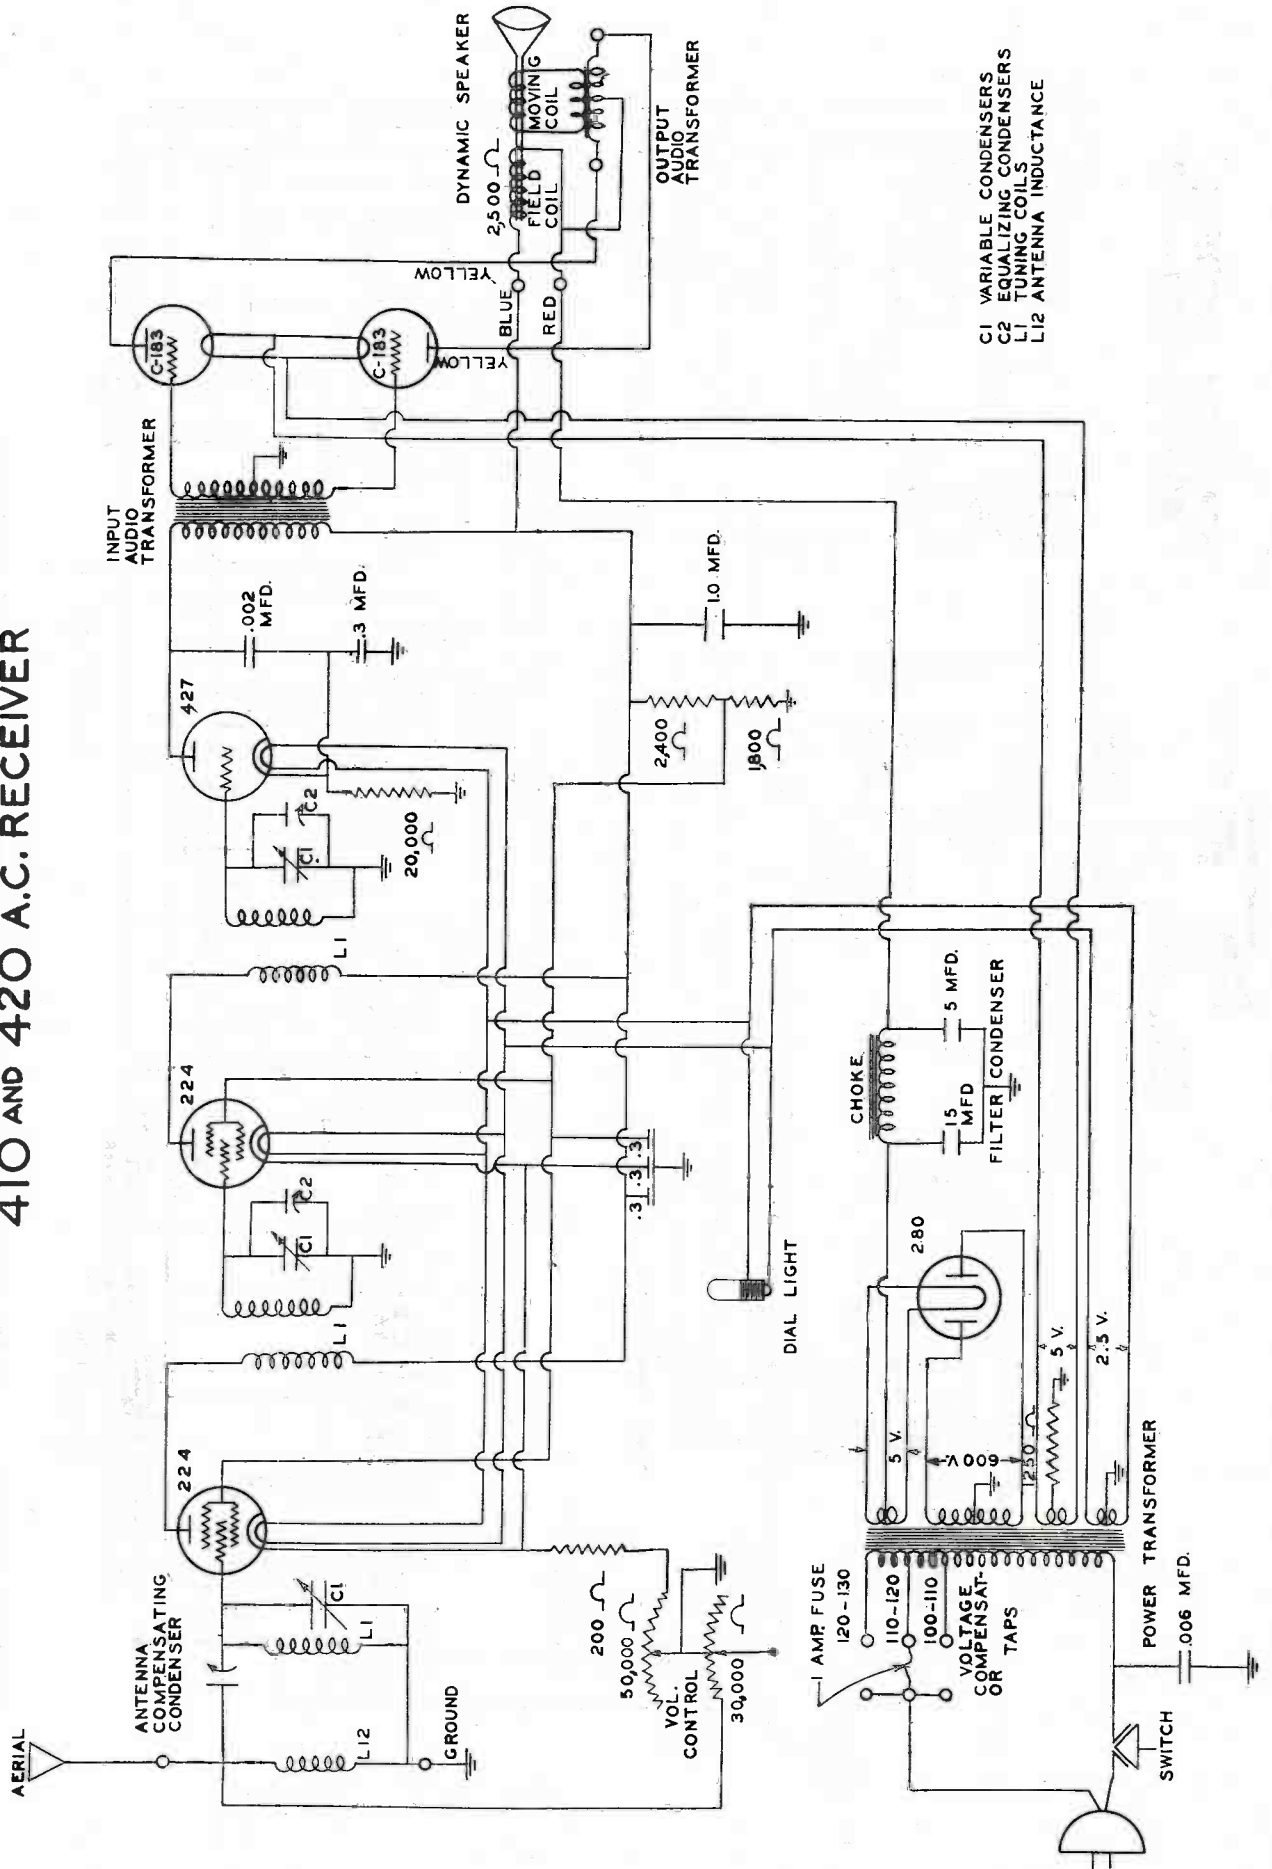 410 AND 420 A.C. RECEIVER
AERIAL
ANTENNA
COMPENSATING
CONDENSER
L12
GROUND
L1
C1
224
L1
C1
C2
224
L1
C1
C2
427
20,000
.002
MFD.
.3 MFD.
INPUT
AUDIO
TRANSFORMER
C-183
C-183
YELLOW
YELLOW
BLUE
RED
DYNAMIC SPEAKER
2,500
FIELD
COIL
MOVING
COIL
OUTPUT
AUDIO
TRANSFORMER
200
50,000
VOL.
CONTROL
30,000
.3
.3
.3
2,400
1,800
1.0 MFD.
DIAL LIGHT
1 AMP. FUSE
120-130
110-120
100-110
VOLTAGE
COMPENSAT-
OR TAPS
5 V.
600 V.
1250
5 V.
2.5 V.
280
CHOKE
15
MFD
5 MFD.
FILTER CONDENSER
POWER TRANSFORMER
.006 MFD.
SWITCH
C1 VARIABLE CONDENSERS
C2 EQUALIZING CONDENSERS
L1 TUNING COILS
L12 ANTENNA INDUCTANCE